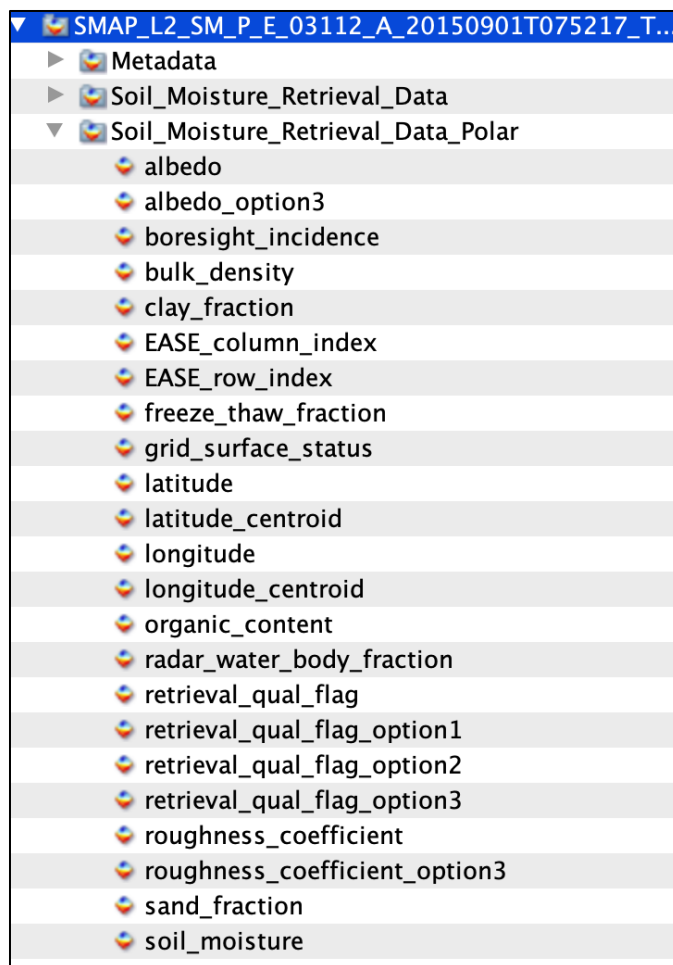 SMAP_L2_SM_P_E_03112_A_20150901T075217_T...
Metadata
Soil_Moisture_Retrieval_Data
Soil_Moisture_Retrieval_Data_Polar
albedo
albedo_option3
boresight_incidence
bulk_density
clay_fraction
EASE_column_index
EASE_row_index
freeze_thaw_fraction
grid_surface_status
latitude
latitude_centroid
longitude
longitude_centroid
organic_content
radar_water_body_fraction
retrieval_qual_flag
retrieval_qual_flag_option1
retrieval_qual_flag_option2
retrieval_qual_flag_option3
roughness_coefficient
roughness_coefficient_option3
sand_fraction
soil_moisture